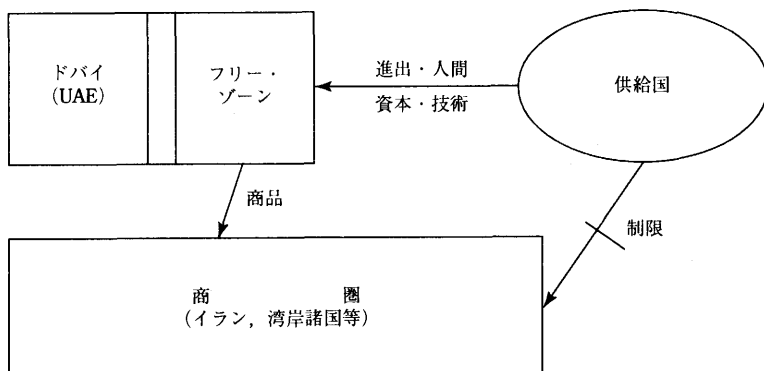 ドバイ
(UAE)
フリー・
ゾーン
進出・人間
資本・技術
供給国
商品
制限
商　　　　　圏
(イラン，湾岸諸国等)